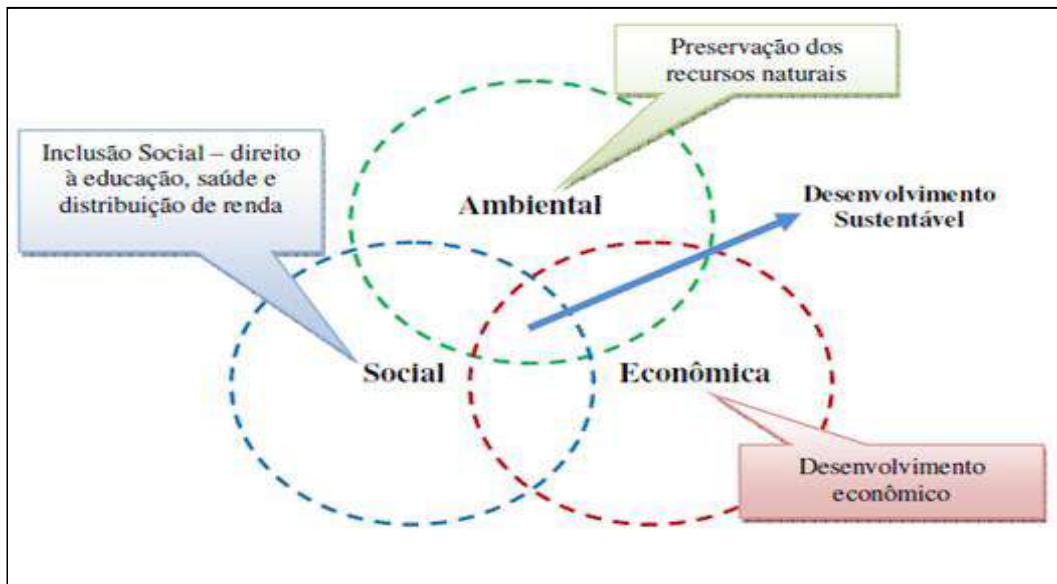 Preservação dos
recursos naturais
Inclusão Social – direito
à educação, saúde e
distribuição de renda
Ambiental
Desenvolvimento
Sustentável
Social
Econômica
Desenvolvimento
econômico